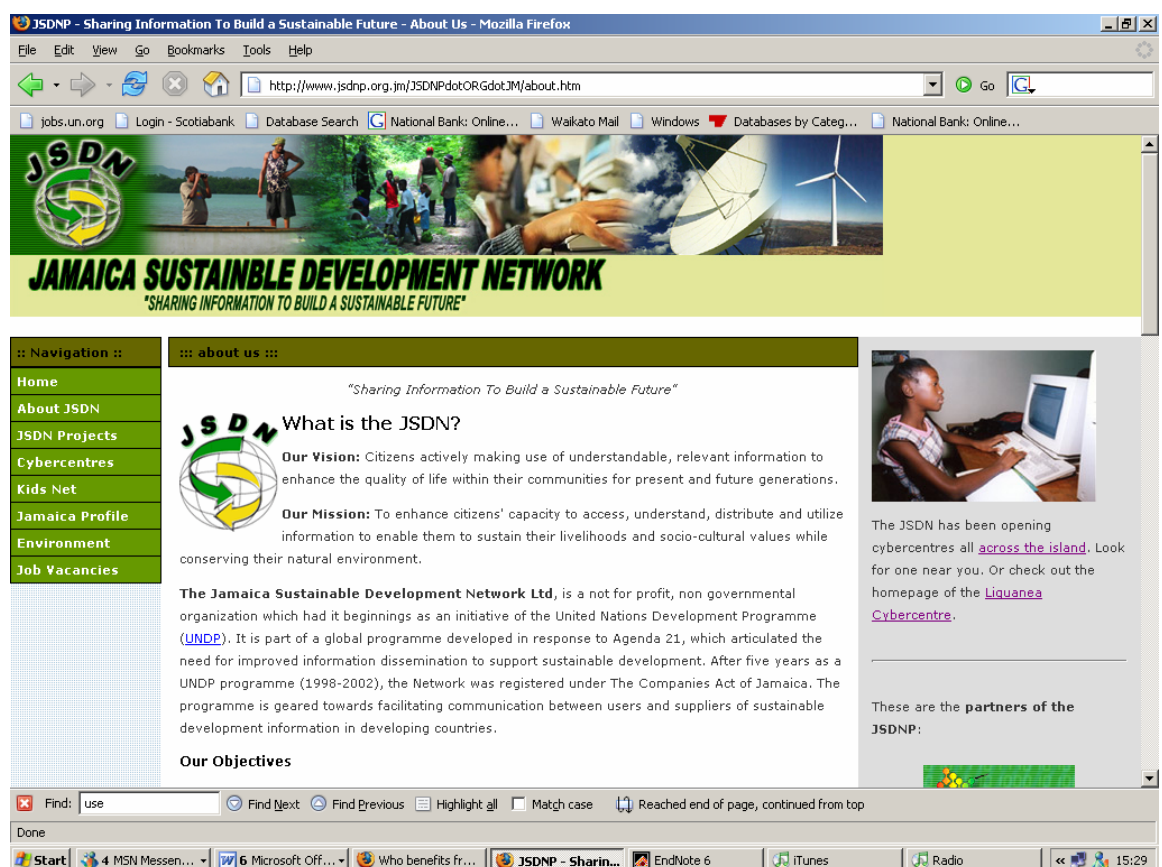 JSDNP - Sharing Information To Build a Sustainable Future - About Us - Mozilla Firefox
File Edit View Go Bookmarks Tools Help
http://www.jsdnp.org.jm/JSDNPdotORGdotJM/about.htm Go G
jobs.un.org Login - Scotiabank Database Search National Bank: Online... Waikato Mail Windows Databases by Categ... National Bank: Online...
JSDN
JAMAICA SUSTAINBLE DEVELOPMENT NETWORK
"SHARING INFORMATION TO BUILD A SUSTAINABLE FUTURE"
:: Navigation ::
Home
About JSDN
JSDN Projects
Cybercentres
Kids Net
Jamaica Profile
Environment
Job Vacancies
::: about us :::
"Sharing Information To Build a Sustainable Future"
JSDN
What is the JSDN?
Our Vision: Citizens actively making use of understandable, relevant information to
enhance the quality of life within their communities for present and future generations.
Our Mission: To enhance citizens' capacity to access, understand, distribute and utilize
information to enable them to sustain their livelihoods and socio-cultural values while
conserving their natural environment.
The Jamaica Sustainable Development Network Ltd, is a not for profit, non governmental
organization which had it beginnings as an initiative of the United Nations Development Programme
(UNDP). It is part of a global programme developed in response to Agenda 21, which articulated the
need for improved information dissemination to support sustainable development. After five years as a
UNDP programme (1998-2002), the Network was registered under The Companies Act of Jamaica. The
programme is geared towards facilitating communication between users and suppliers of sustainable
development information in developing countries.
Our Objectives
The JSDN has been opening
cybercentres all across the island. Look
for one near you. Or check out the
homepage of the Liguanea
Cybercentre.
These are the partners of the
JSDNP:
Find: use Find Next Find Previous Highlight all Match case Reached end of page, continued from top
Done
Start 4 MSN Messen... 6 Microsoft Off... Who benefits fr... JSDNP - Sharin... EndNote 6 iTunes Radio « 15:29